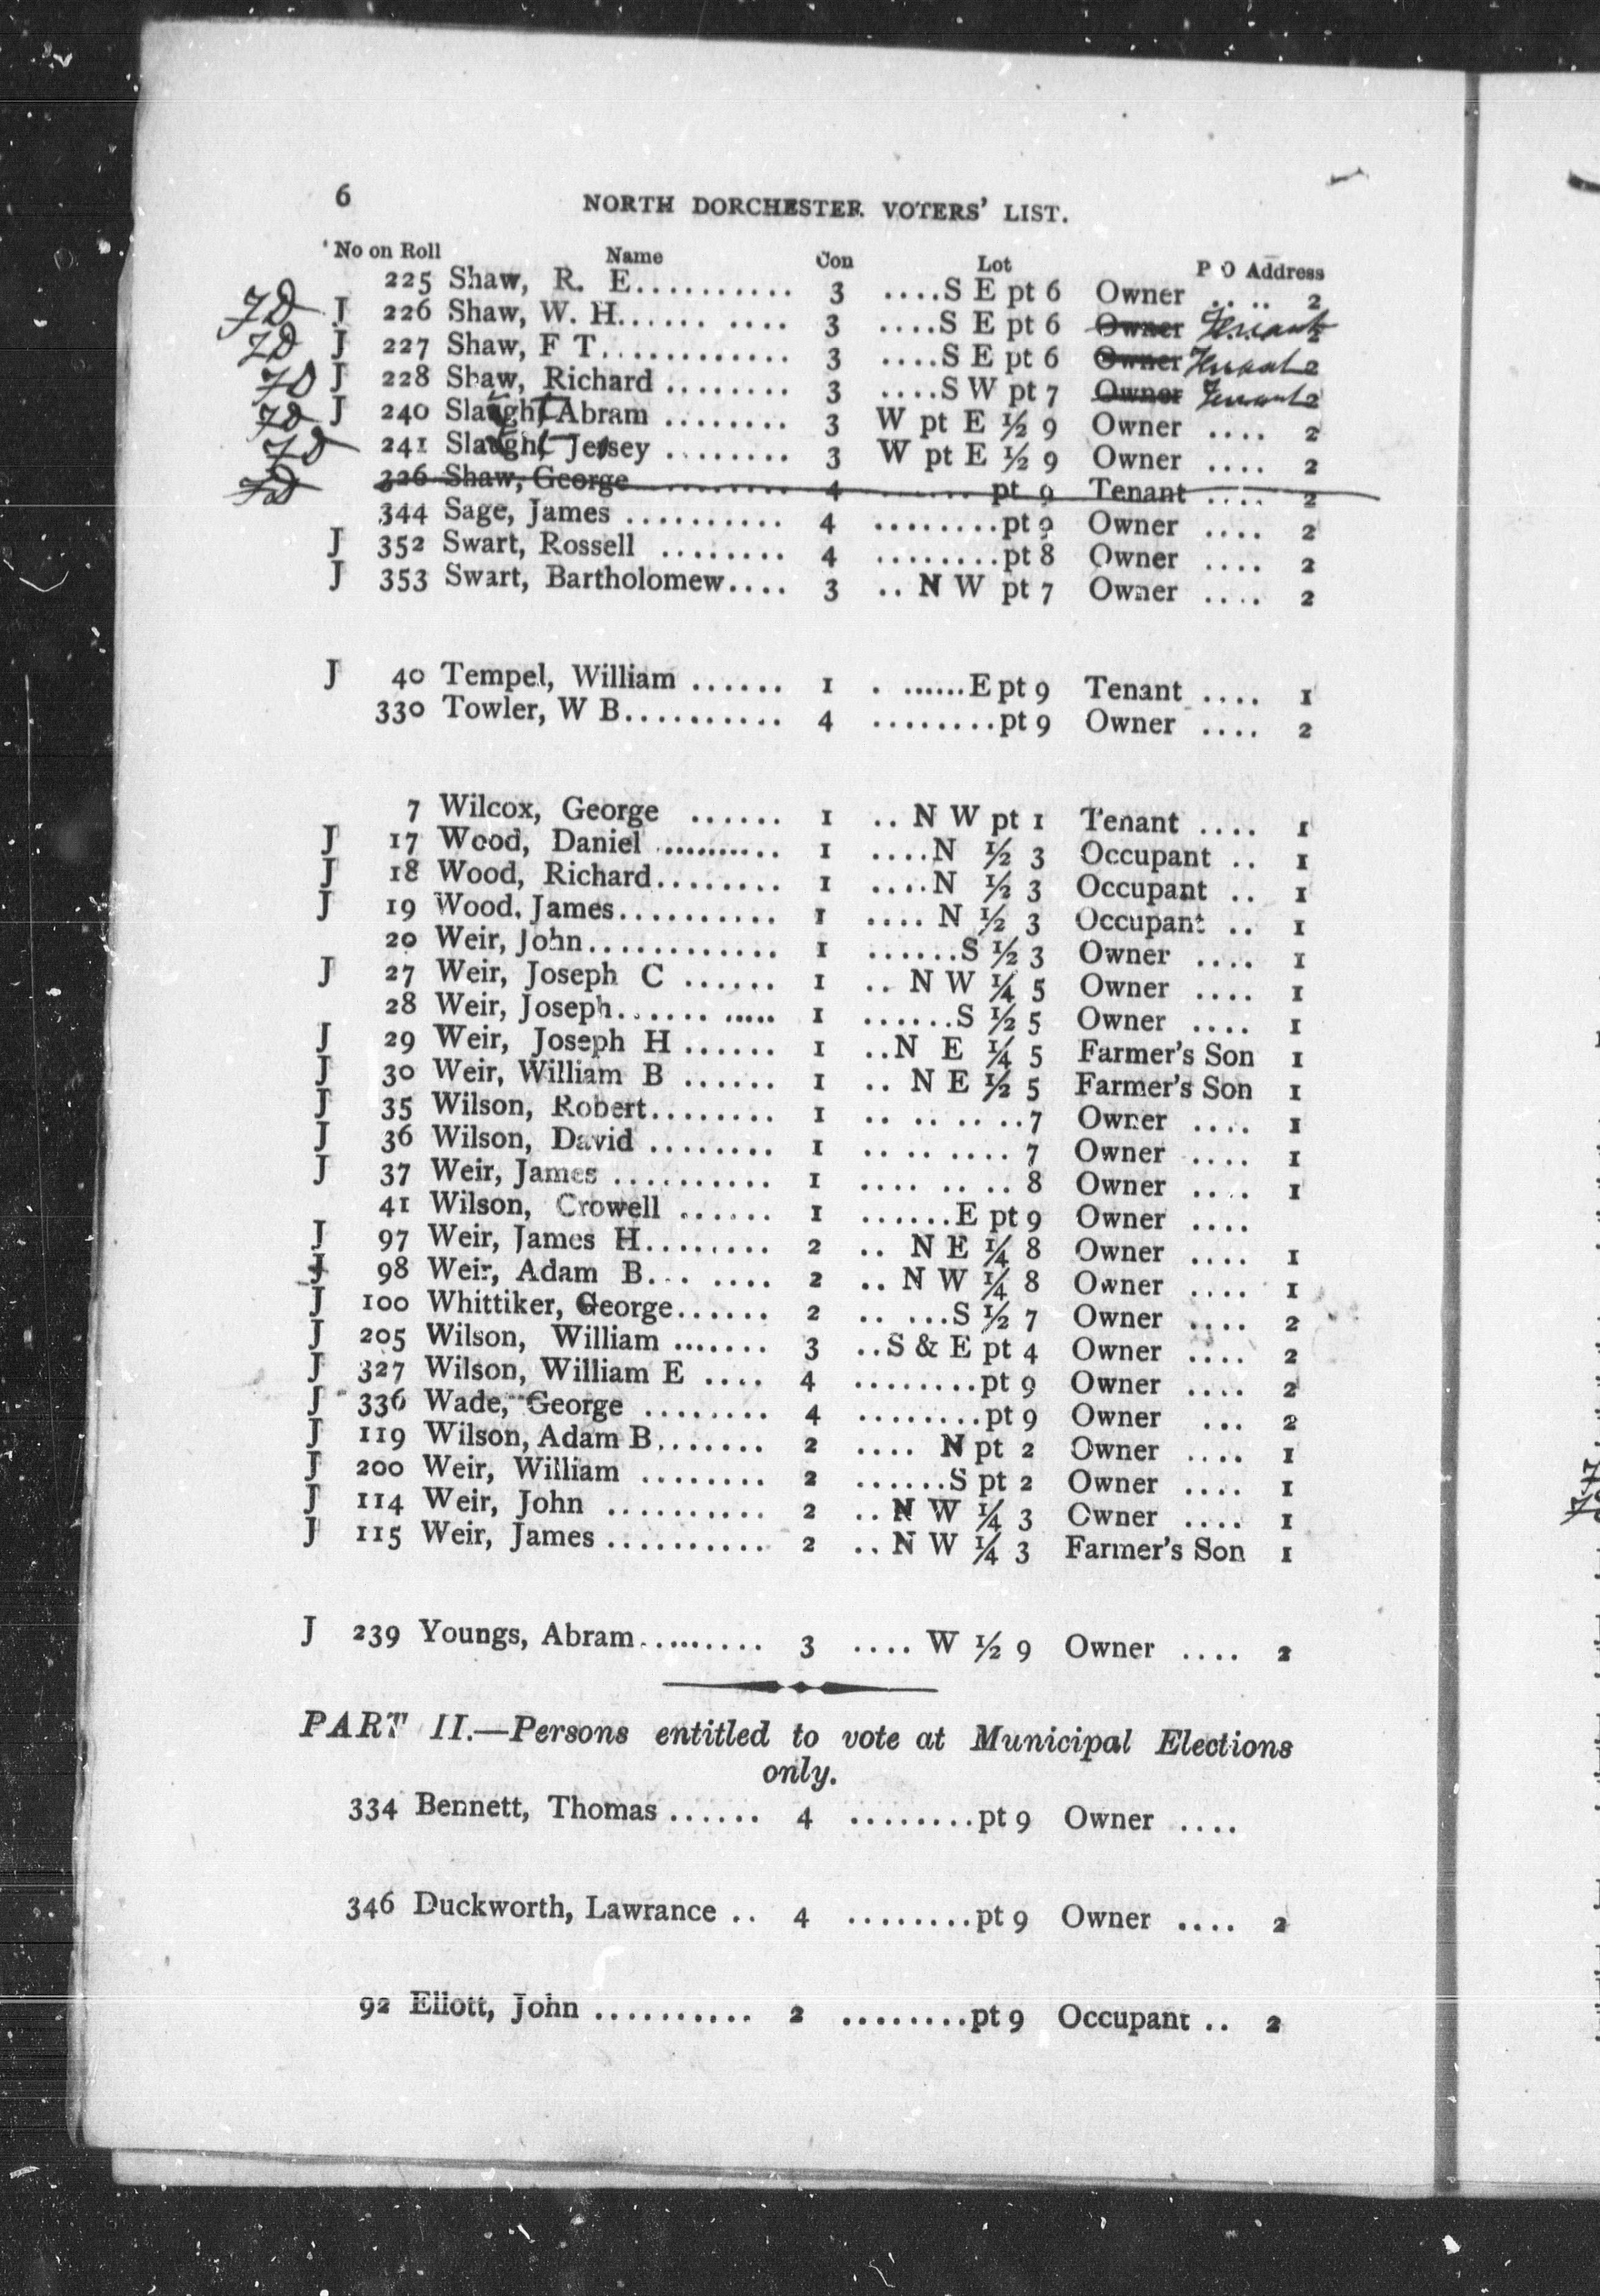 6 NORTH DORCHESTER VOTERS' LIST.
No on Roll Name Con Lot P O Address
225 Shaw, R. E.......... 3 ....S E pt 6 Owner .. .. 2
J 226 Shaw, W. H...... .... 3 ....S E pt 6 Owner Tenant 2
J 227 Shaw, F T............ 3 ....S E pt 6 Owner Tenant 2
J 228 Shaw, Richard ........ 3 ....S W pt 7 Owner Tenant 2
J 240 Slaught Abram ........ 3 W pt E ½ 9 Owner .... 2
241 Slaught Jersey ........ 3 W pt E ½ 9 Owner .... 2
326 Shaw, George .......... 4 ....... pt 9 Tenant .... 2
344 Sage, James .......... 4 ........pt 9 Owner .... 2
J 352 Swart, Rossell ........ 4 ........pt 8 Owner .... 2
J 353 Swart, Bartholomew.... 3 .. N W pt 7 Owner .... 2
J 40 Tempel, William ...... 1 . ......E pt 9 Tenant .... 1
330 Towler, W B.......... 4 ........pt 9 Owner .... 2
7 Wilcox, George ...... 1 .. N W pt 1 Tenant .... 1
J 17 Wood, Daniel .......... 1 ....N ½ 3 Occupant .. 1
J 18 Wood, Richard........ 1 ....N ½ 3 Occupant .. 1
J 19 Wood, James.......... 1 .... N ½ 3 Occupant .. 1
20 Weir, John............ 1 ......S ½ 3 Owner .... 1
J 27 Weir, Joseph C ...... 1 .. N W ¼ 5 Owner .... 1
28 Weir, Joseph...... ..... 1 ......S ½ 5 Owner .... 1
J 29 Weir, Joseph H ...... 1 ..N E ¼ 5 Farmer's Son 1
J 30 Weir, William B ...... 1 .. N E ½ 5 Farmer's Son 1
J 35 Wilson, Robert........ 1 .. .. .. ..7 Owner .... 1
J 36 Wilson, David ........ 1 .. .. .... 7 Owner .... 1
J 37 Weir, James .......... 1 .... .. .. 8 Owner .... 1
41 Wilson, Crowell ...... 1 ......E pt 9 Owner ....
J 97 Weir, James H........ 2 .. N E ¼ 8 Owner .... 1
J 98 Weir, Adam B... .... 2 .. N W ¼ 8 Owner .... 1
J 100 Whittiker, George...... 2 .. ...S ½ 7 Owner .... 2
J 205 Wilson, William ....... 3 ..S & E pt 4 Owner .... 2
J 327 Wilson, William E .... 4 ........pt 9 Owner .... 2
J 336 Wade, George ........ 4 ........pt 9 Owner ... 2
J 119 Wilson, Adam B....... 2 .... N pt 2 Owner .... 1
J 200 Weir, William ........ 2 ......S pt 2 Owner .... 1
J 114 Weir, John .......... 2 ..N W ¼ 3 Owner .... 1
J 115 Weir, James .......... 2 ..N W ¼ 3 Farmer's Son 1
J 239 Youngs, Abram......... 3 .... W ½ 9 Owner .... 2
PART II.—Persons entitled to vote at Municipal Elections
only.
334 Bennett, Thomas ...... 4 ........pt 9 Owner ....
346 Duckworth, Lawrance .. 4 ........pt 9 Owner .... 2
92 Eliott, John .......... 2 ........pt 9 Occupant .. 2